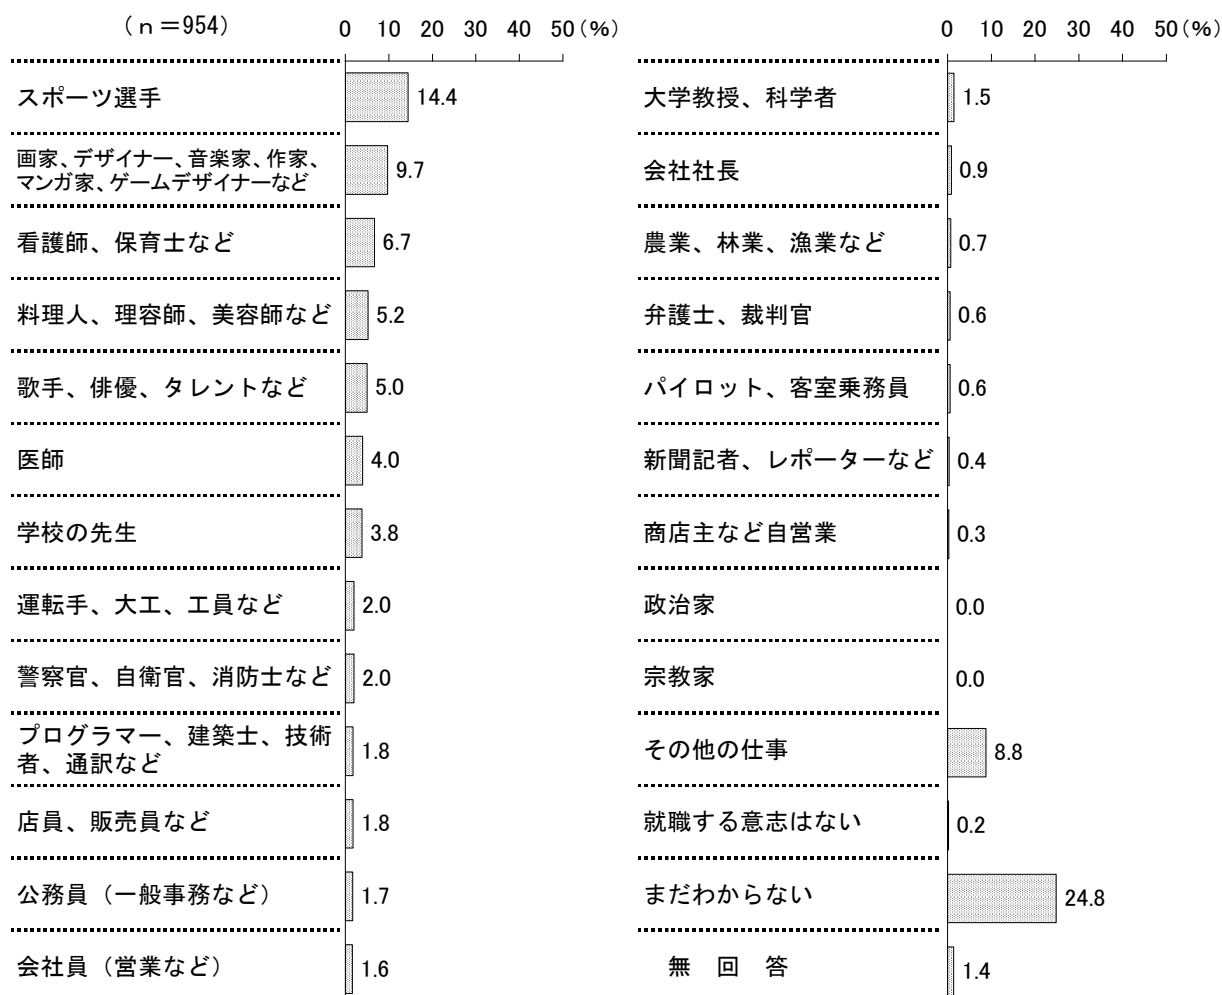 （ｎ＝954）
0 10 20 30 40 50（%）
スポーツ選手 14.4
画家、デザイナー、音楽家、作家、
マンガ家、ゲームデザイナーなど 9.7
看護師、保育士など 6.7
料理人、理容師、美容師など 5.2
歌手、俳優、タレントなど 5.0
医師 4.0
学校の先生 3.8
運転手、大工、工員など 2.0
警察官、自衛官、消防士など 2.0
プログラマー、建築士、技術
者、通訳など 1.8
店員、販売員など 1.8
公務員（一般事務など） 1.7
会社員（営業など） 1.6
0 10 20 30 40 50（%）
大学教授、科学者 1.5
会社社長 0.9
農業、林業、漁業など 0.7
弁護士、裁判官 0.6
パイロット、客室乗務員 0.6
新聞記者、レポーターなど 0.4
商店主など自営業 0.3
政治家 0.0
宗教家 0.0
その他の仕事 8.8
就職する意志はない 0.2
まだわからない 24.8
無　回　答 1.4